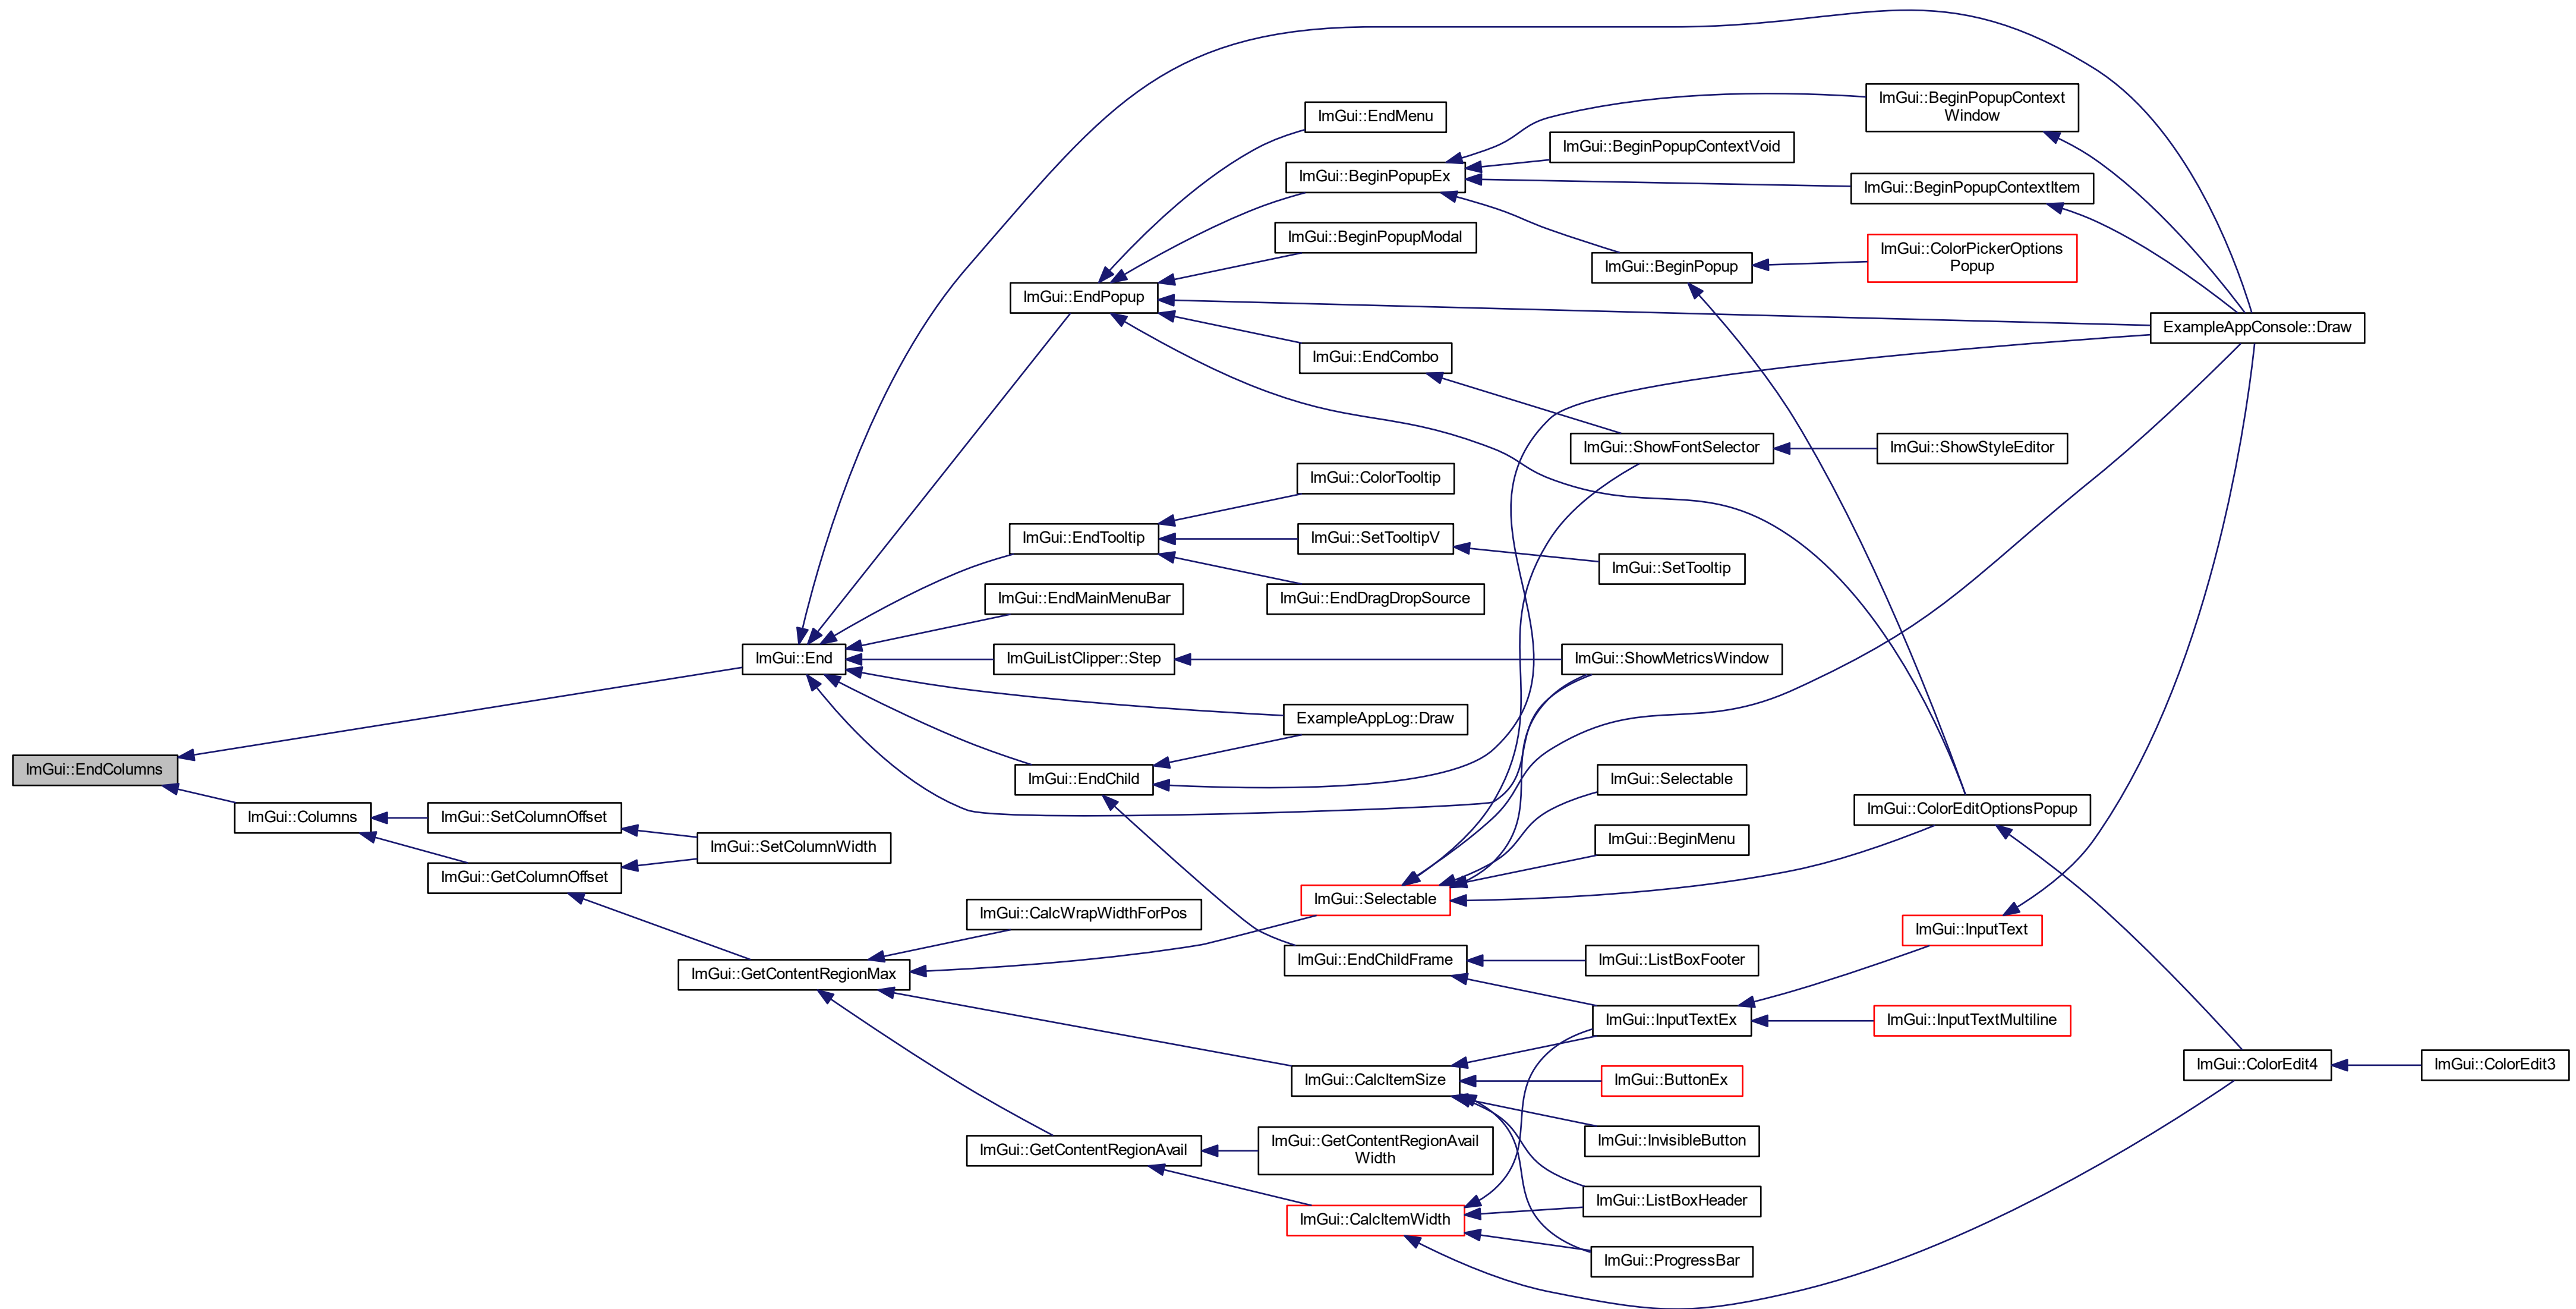 ImGui::BeginPopupContext
Window
ImGui::EndMenu
ImGui::BeginPopupContextVoid
ImGui::BeginPopupEx
ImGui::BeginPopupContextItem
ImGui::BeginPopupModal
ImGui::ColorPickerOptions
Popup
ImGui::BeginPopup
ImGui::EndPopup
ExampleAppConsole::Draw
ImGui::EndCombo
ImGui::ShowFontSelector
ImGui::ShowStyleEditor
ImGui::ColorTooltip
ImGui::EndTooltip
ImGui::SetTooltipV
ImGui::SetTooltip
ImGui::EndMainMenuBar
ImGui::EndDragDropSource
ImGui::End
ImGuiListClipper::Step
ImGui::ShowMetricsWindow
ExampleAppLog::Draw
ImGui::EndColumns
ImGui::EndChild
ImGui::Selectable
ImGui::ColorEditOptionsPopup
ImGui::Columns
ImGui::SetColumnOffset
ImGui::SetColumnWidth
ImGui::BeginMenu
ImGui::GetColumnOffset
ImGui::Selectable
ImGui::CalcWrapWidthForPos
ImGui::InputText
ImGui::EndChildFrame
ImGui::ListBoxFooter
ImGui::GetContentRegionMax
ImGui::InputTextEx
ImGui::InputTextMultiline
ImGui::ColorEdit4
ImGui::ColorEdit3
ImGui::CalcItemSize
ImGui::ButtonEx
ImGui::InvisibleButton
ImGui::GetContentRegionAvail
ImGui::GetContentRegionAvail
Width
ImGui::ListBoxHeader
ImGui::CalcItemWidth
ImGui::ProgressBar